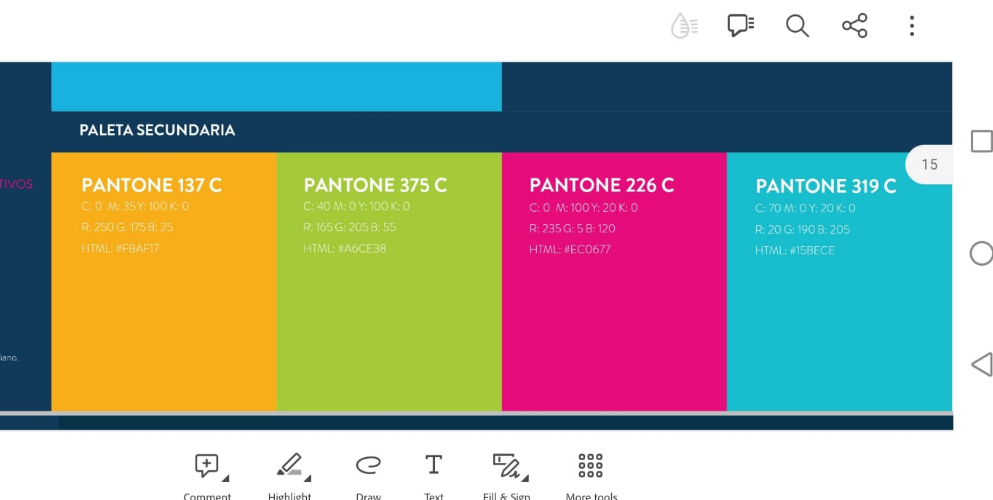 PALETA SECUNDARIA
TIVOS
15
PANTONE 137 C
C: 0 M: 35 Y: 100 K: 0
R: 250 G: 175 B: 25
HTML: #FBAF17
PANTONE 375 C
C: 40 M: 0 Y: 100 K: 0
R: 165 G: 205 B: 55
HTML: #A6CE38
PANTONE 226 C
C: 0 M: 100 Y: 20 K: 0
R: 235 G: 5 B: 120
HTML: #EC0677
PANTONE 319 C
C: 70 M: 0 Y: 20 K: 0
R: 20 G: 190 B: 205
HTML: #15BECE
iano.
Comment Highlight Draw Text Fill & Sign More tools